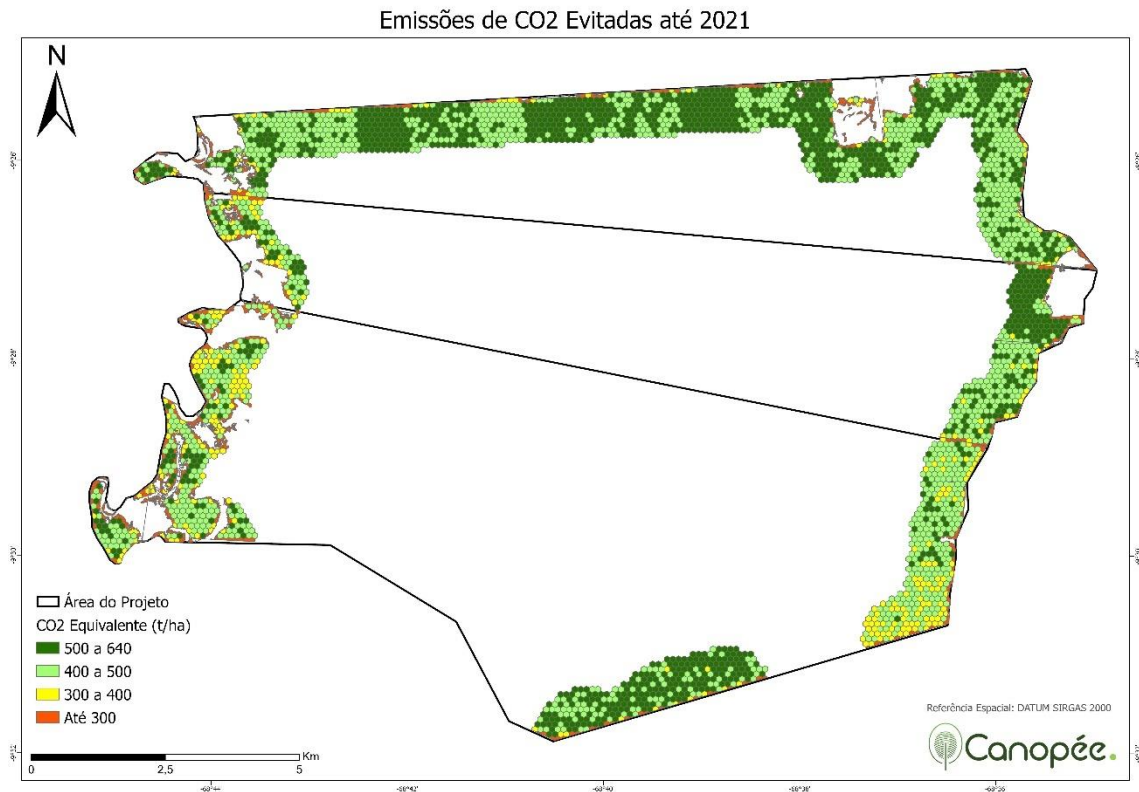 Emissões de CO2 Evitadas até 2021
N
Área do Projeto
CO2 Equivalente (t/ha)
500 a 640
400 a 500
300 a 400
Até 300
0 2,5 5 Km
Referência Espacial: DATUM SIRGAS 2000
Canopée.